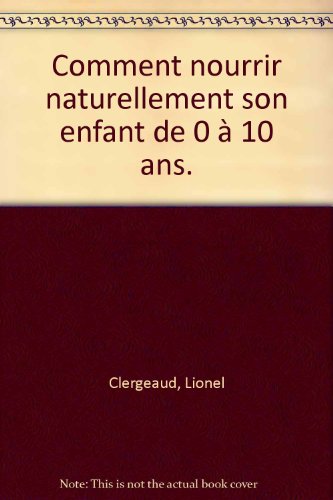 Comment nourrir
naturellement son
enfant de 0 à 10
ans.
Clergeaud, Lionel
Note: This is not the actual book cover